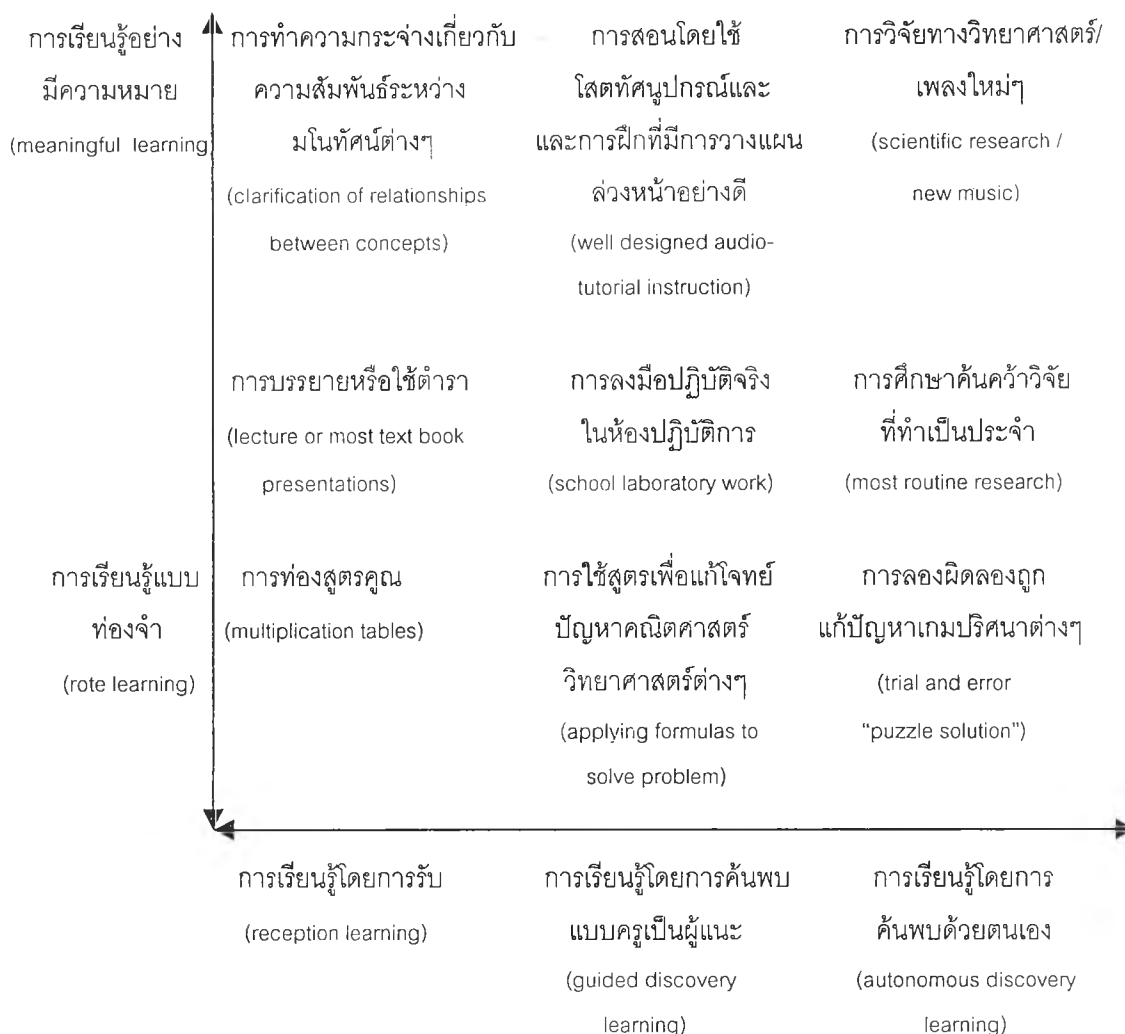 การเรียนรู้อย่าง
มีความหมาย
(meaningful learning
การทำความกระจ่างเกี่ยวกับ
ความสัมพันธ์ระหว่าง
มโนทัศน์ต่างๆ
(clarification of relationships
between concepts)
การสอนโดยใช้
โสตทัศนูปกรณ์และ
และการฝึกที่มีการวางแผน
ล่วงหน้าอย่างดี
(well designed audio-
tutorial instruction)
การวิจัยทางวิทยาศาสตร์/
เพลงใหม่ๆ
(scientific research /
new music)
การบรรยายหรือใช้ตำรา
(lecture or most text book
presentations)
การลงมือปฏิบัติจริง
ในห้องปฏิบัติการ
(school laboratory work)
การศึกษาค้นคว้าวิจัย
ที่ทำเป็นประจำ
(most routine research)
การเรียนรู้แบบ
ท่องจำ
(rote learning)
การท่องสูตรคูณ
(multiplication tables)
การใช้สูตรเพื่อแก้โจทย์
ปัญหาคณิตศาสตร์
วิทยาศาสตร์ต่างๆ
(applying formulas to
solve problem)
การลองผิดลองถูก
แก้ปัญหาเกมปริศนาต่างๆ
(trial and error
“puzzle solution”)
การเรียนรู้โดยการรับ
(reception learning)
การเรียนรู้โดยการค้นพบ
แบบครูเป็นผู้แนะ
(guided discovery
learning)
การเรียนรู้โดยการ
ค้นพบด้วยตนเอง
(autonomous discovery
learning)